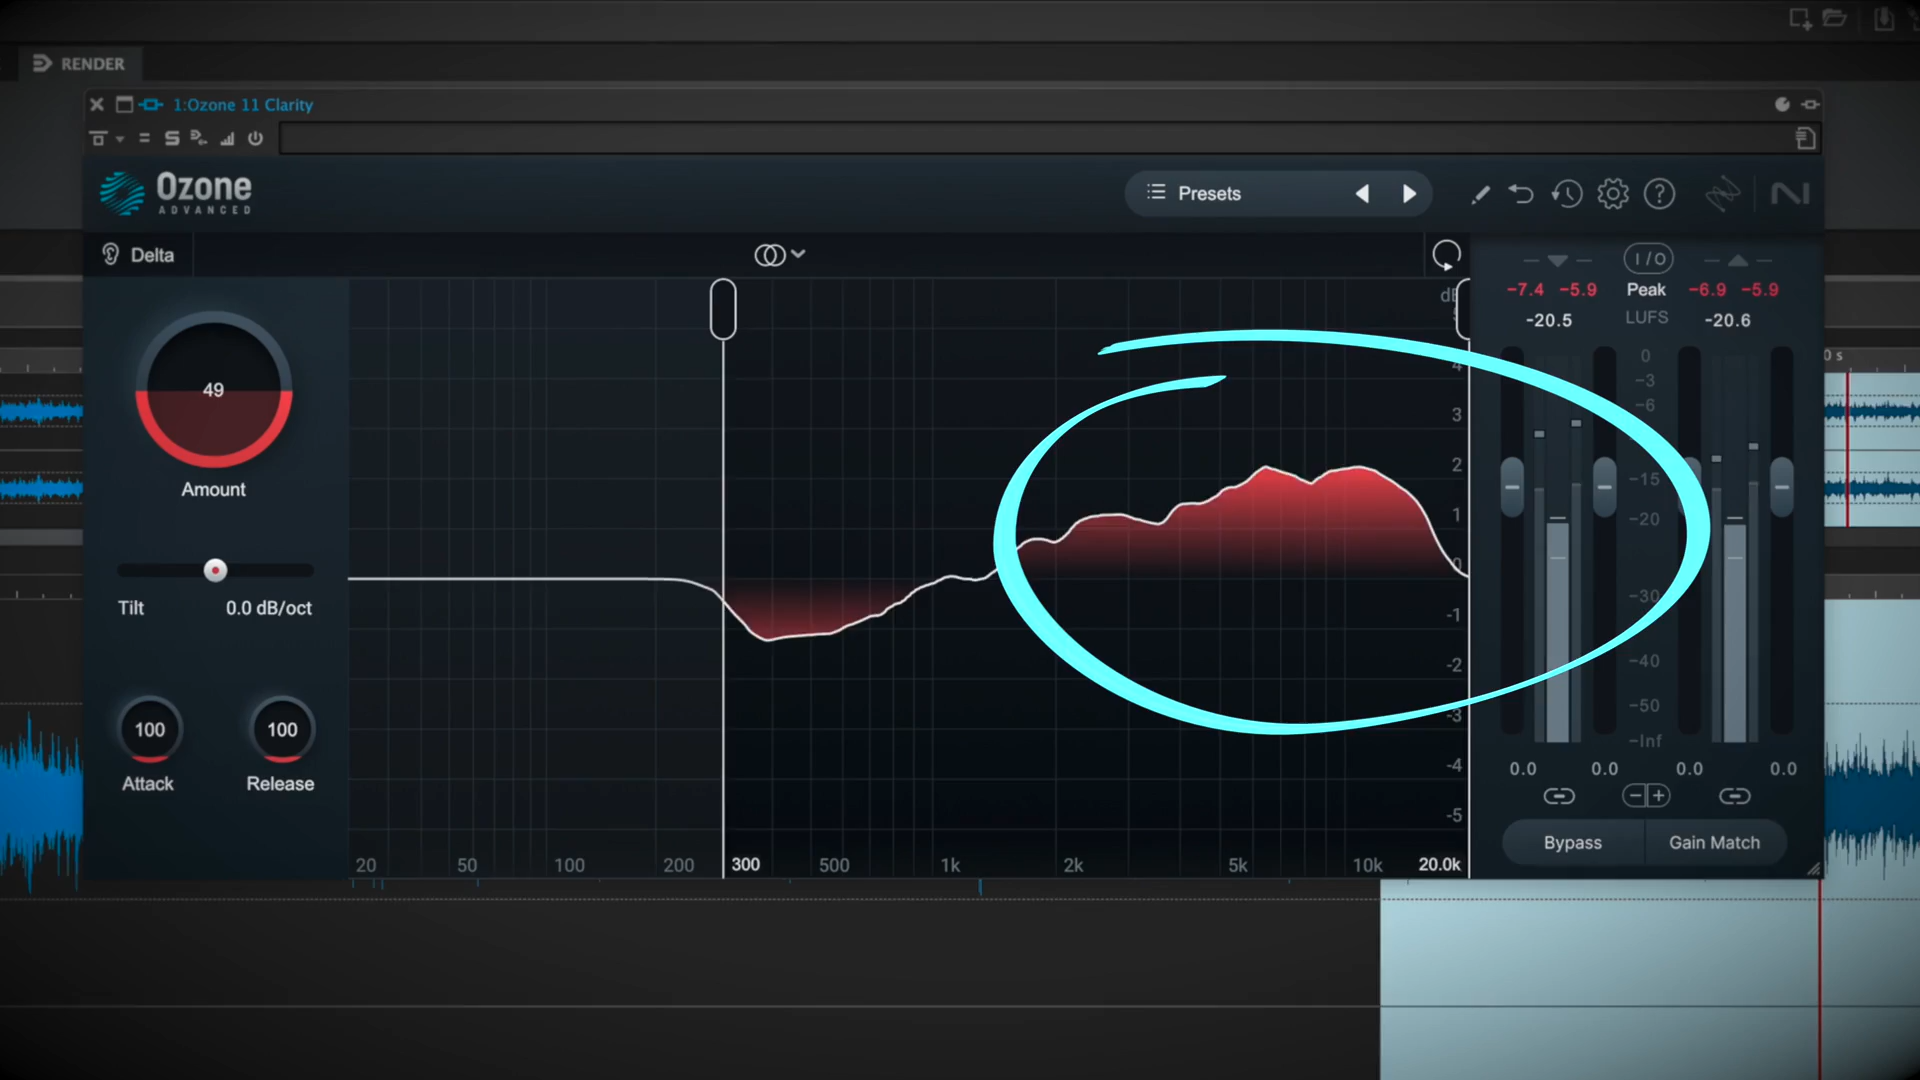 RENDER
1:Ozone 11 Clarity
Ozone
ADVANCED
Presets
Delta
I/O
-7.4 -5.9 Peak -6.9 -5.9
-20.5 LUFS -20.6
49
Amount
Tilt 0.0 dB/oct
100 100
Attack Release
4
3
2
1
0
-1
-2
-3
-4
-5
20 50 100 200 300 500 1k 2k 5k 10k 20.0k
0
-3
-6
-15
-20
-30
-40
-50
-Inf
0.0 0.0 0.0 0.0
Bypass Gain Match
0 s